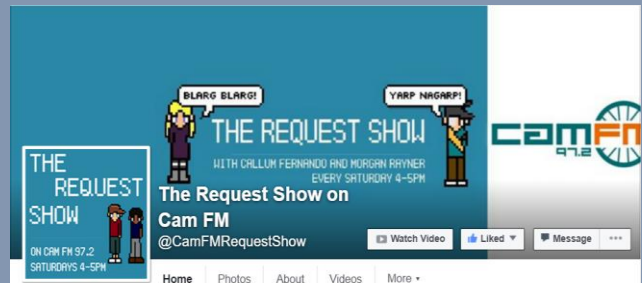 BLARG BLARG!
YARP NAGARP!
THE REQUEST SHOW
WITH CALLUM FERNANDO AND MORGAN RAYNER
EVERY SATURDAY 4-5PM
camFM
97.2
THE
REQUEST
SHOW
ON CAM FM 97.2
SATURDAYS 4-5PM
The Request Show on
Cam FM
@CamFMRequestShow
Watch Video
Liked
Message
Home Photos About Videos More